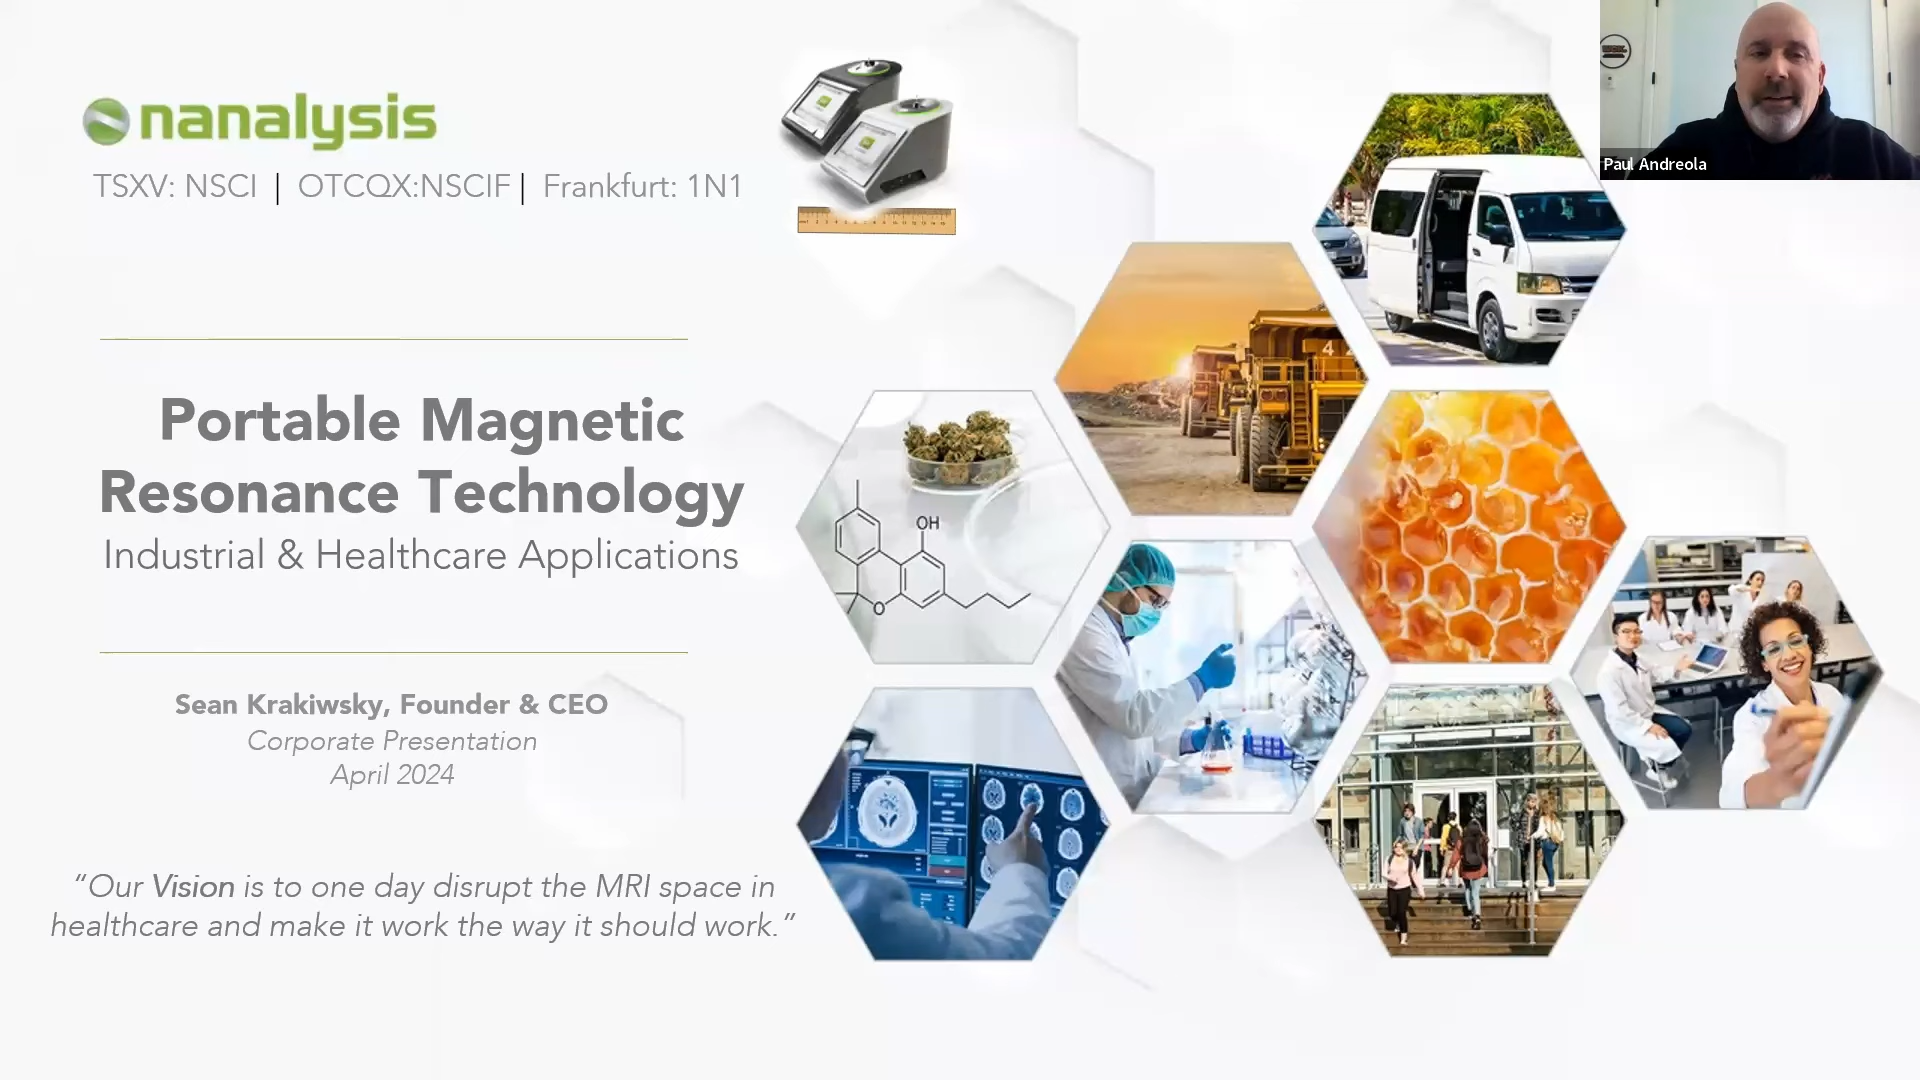 nanalysis
TSXV: NSCI | OTCQX:NSCIF | Frankfurt: 1N1
Paul Andreola
Portable Magnetic
Resonance Technology
Industrial & Healthcare Applications
OH
O
4
Sean Krakiwsky, Founder & CEO
Corporate Presentation
April 2024
“Our Vision is to one day disrupt the MRI space in
healthcare and make it work the way it should work.”